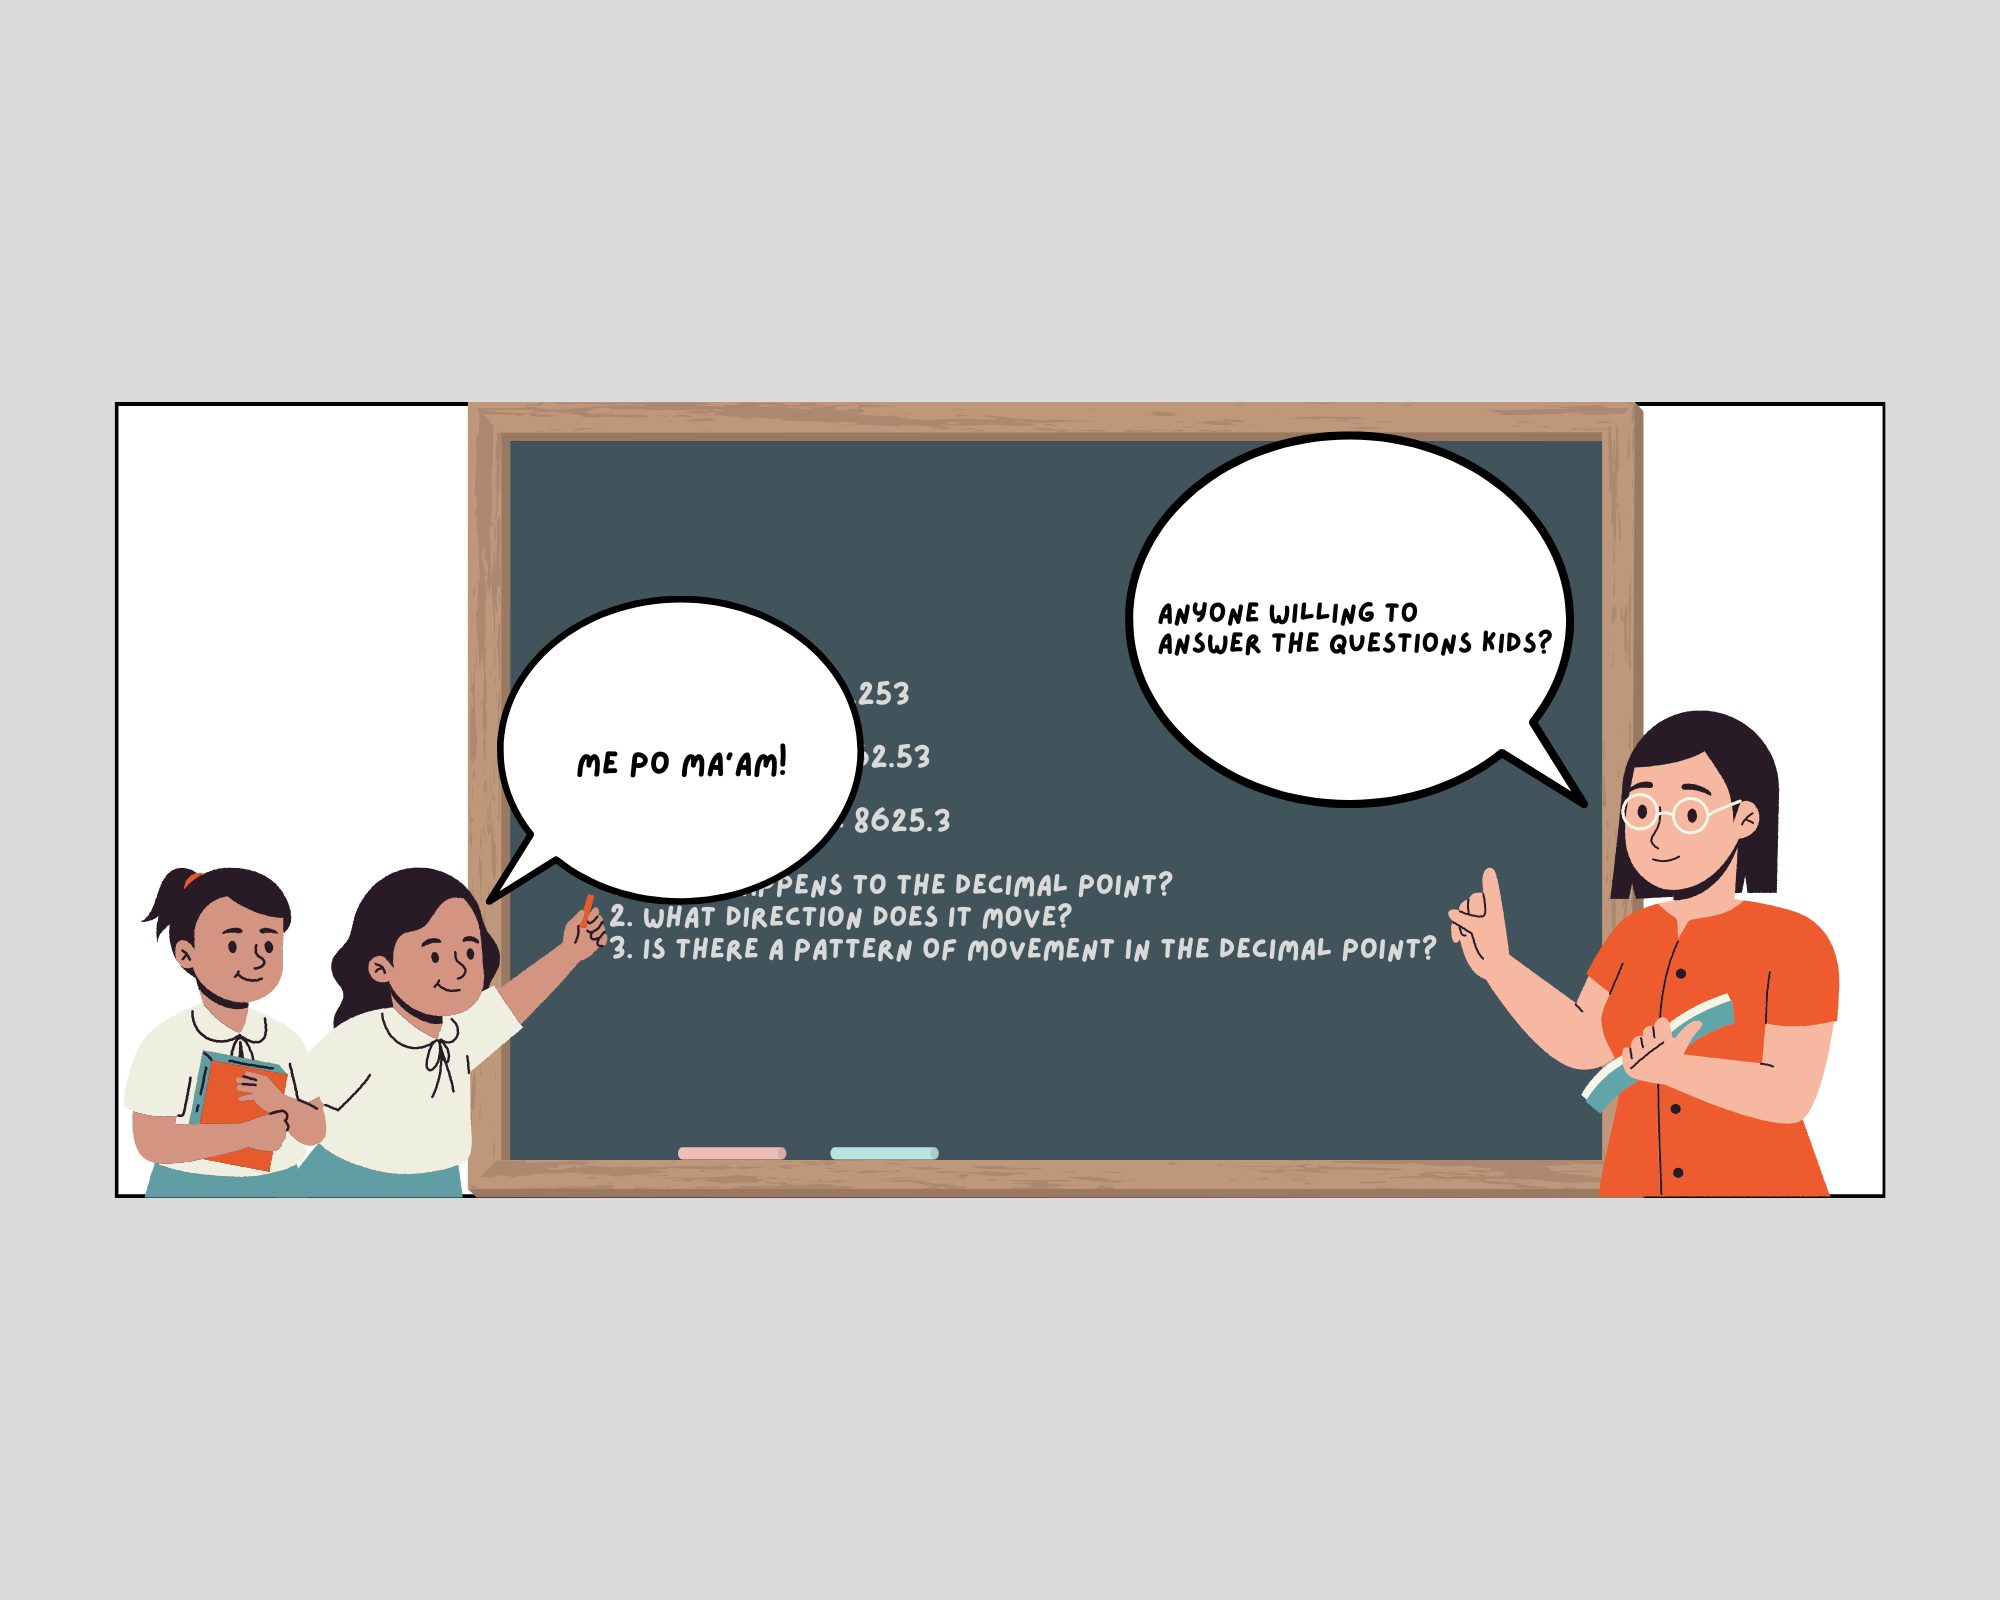 ANYONE WILLING TO
ANSWER THE QUESTIONS KIDS?
ME PO MA'AM!
.253
2.53
8625.3
TO THE DECIMAL POINT?
2. WHAT DIRECTION DOES IT MOVE?
3. IS THERE A PATTERN OF MOVEMENT IN THE DECIMAL POINT?